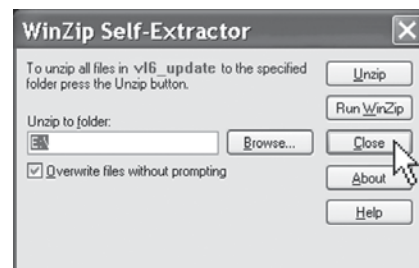 WinZip Self-Extractor
To unzip all files in vl6_update to the specified
folder press the Unzip button.
Unzip to folder:
E:\
Browse...
Overwrite files without prompting
Unzip
Run WinZip
Close
About
Help